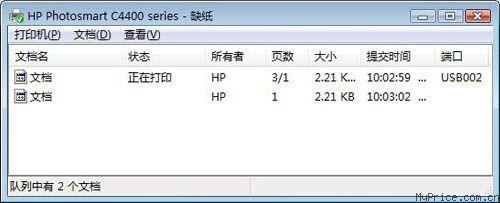 HP Photosmart C4400 series - 缺纸
打印机(P) 文档(D) 查看(V)
文档名 状态 所有者 页数 大小 提交时间 端口
文档 正在打印 HP 3/1 2.21 K... 10:02:59 ... USB002
文档 HP 1 2.21 KB 10:03:02 ...
队列中有 2 个文档
MyPrice.com.cn